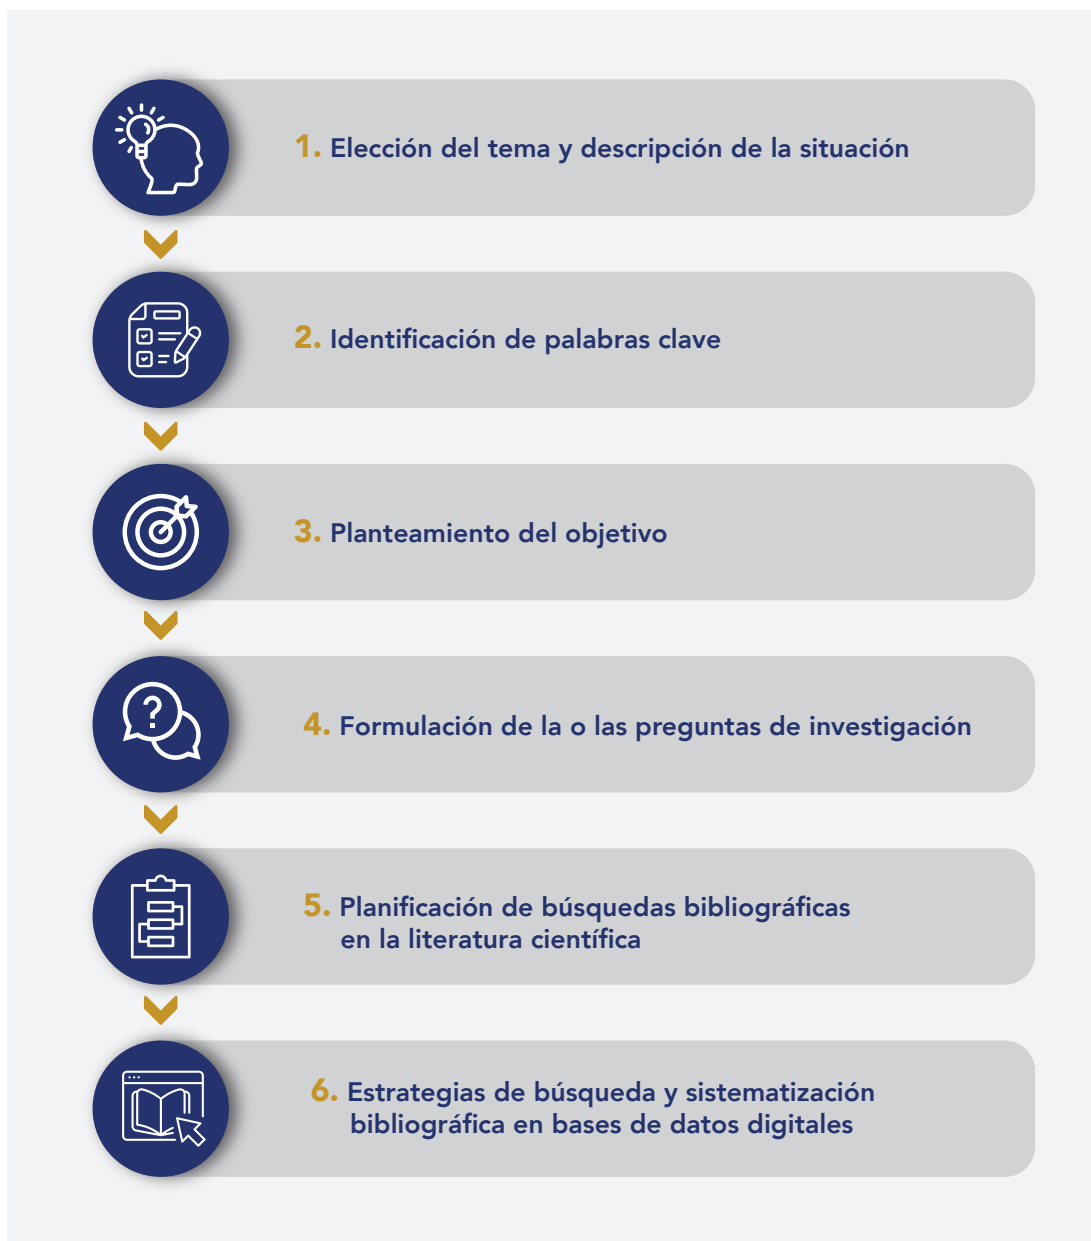 1. Elección del tema y descripción de la situación
2. Identificación de palabras clave
3. Planteamiento del objetivo
?
4. Formulación de la o las preguntas de investigación
5. Planificación de búsquedas bibliográficas
en la literatura científica
6. Estrategias de búsqueda y sistematización
bibliográfica en bases de datos digitales